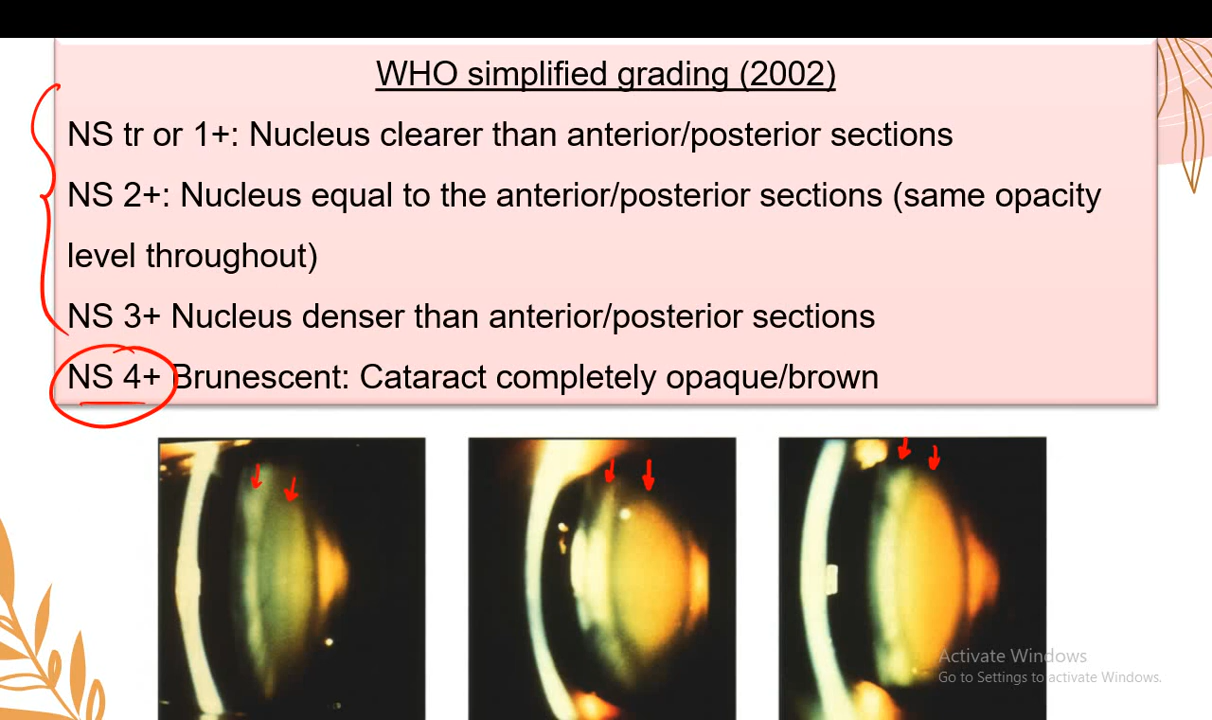 WHO simplified grading (2002)
NS tr or 1+: Nucleus clearer than anterior/posterior sections
NS 2+: Nucleus equal to the anterior/posterior sections (same opacity
level throughout)
NS 3+ Nucleus denser than anterior/posterior sections
NS 4+ Brunescent: Cataract completely opaque/brown
Activate Windows
Go to Settings to activate Windows.